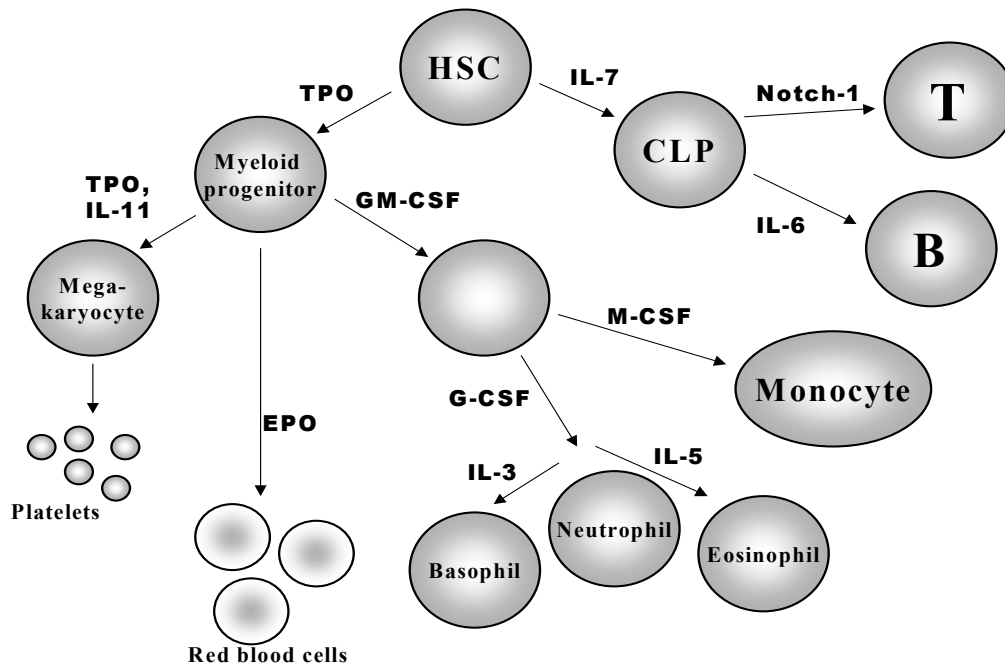 HSC
TPO
IL-7
Notch-1
T
CLP
Myeloid
progenitor
TPO,
IL-11
GM-CSF
IL-6
B
Mega-
karyocyte
M-CSF
Monocyte
G-CSF
EPO
IL-3
IL-5
Platelets
Neutrophil
Basophil
Eosinophil
Red blood cells